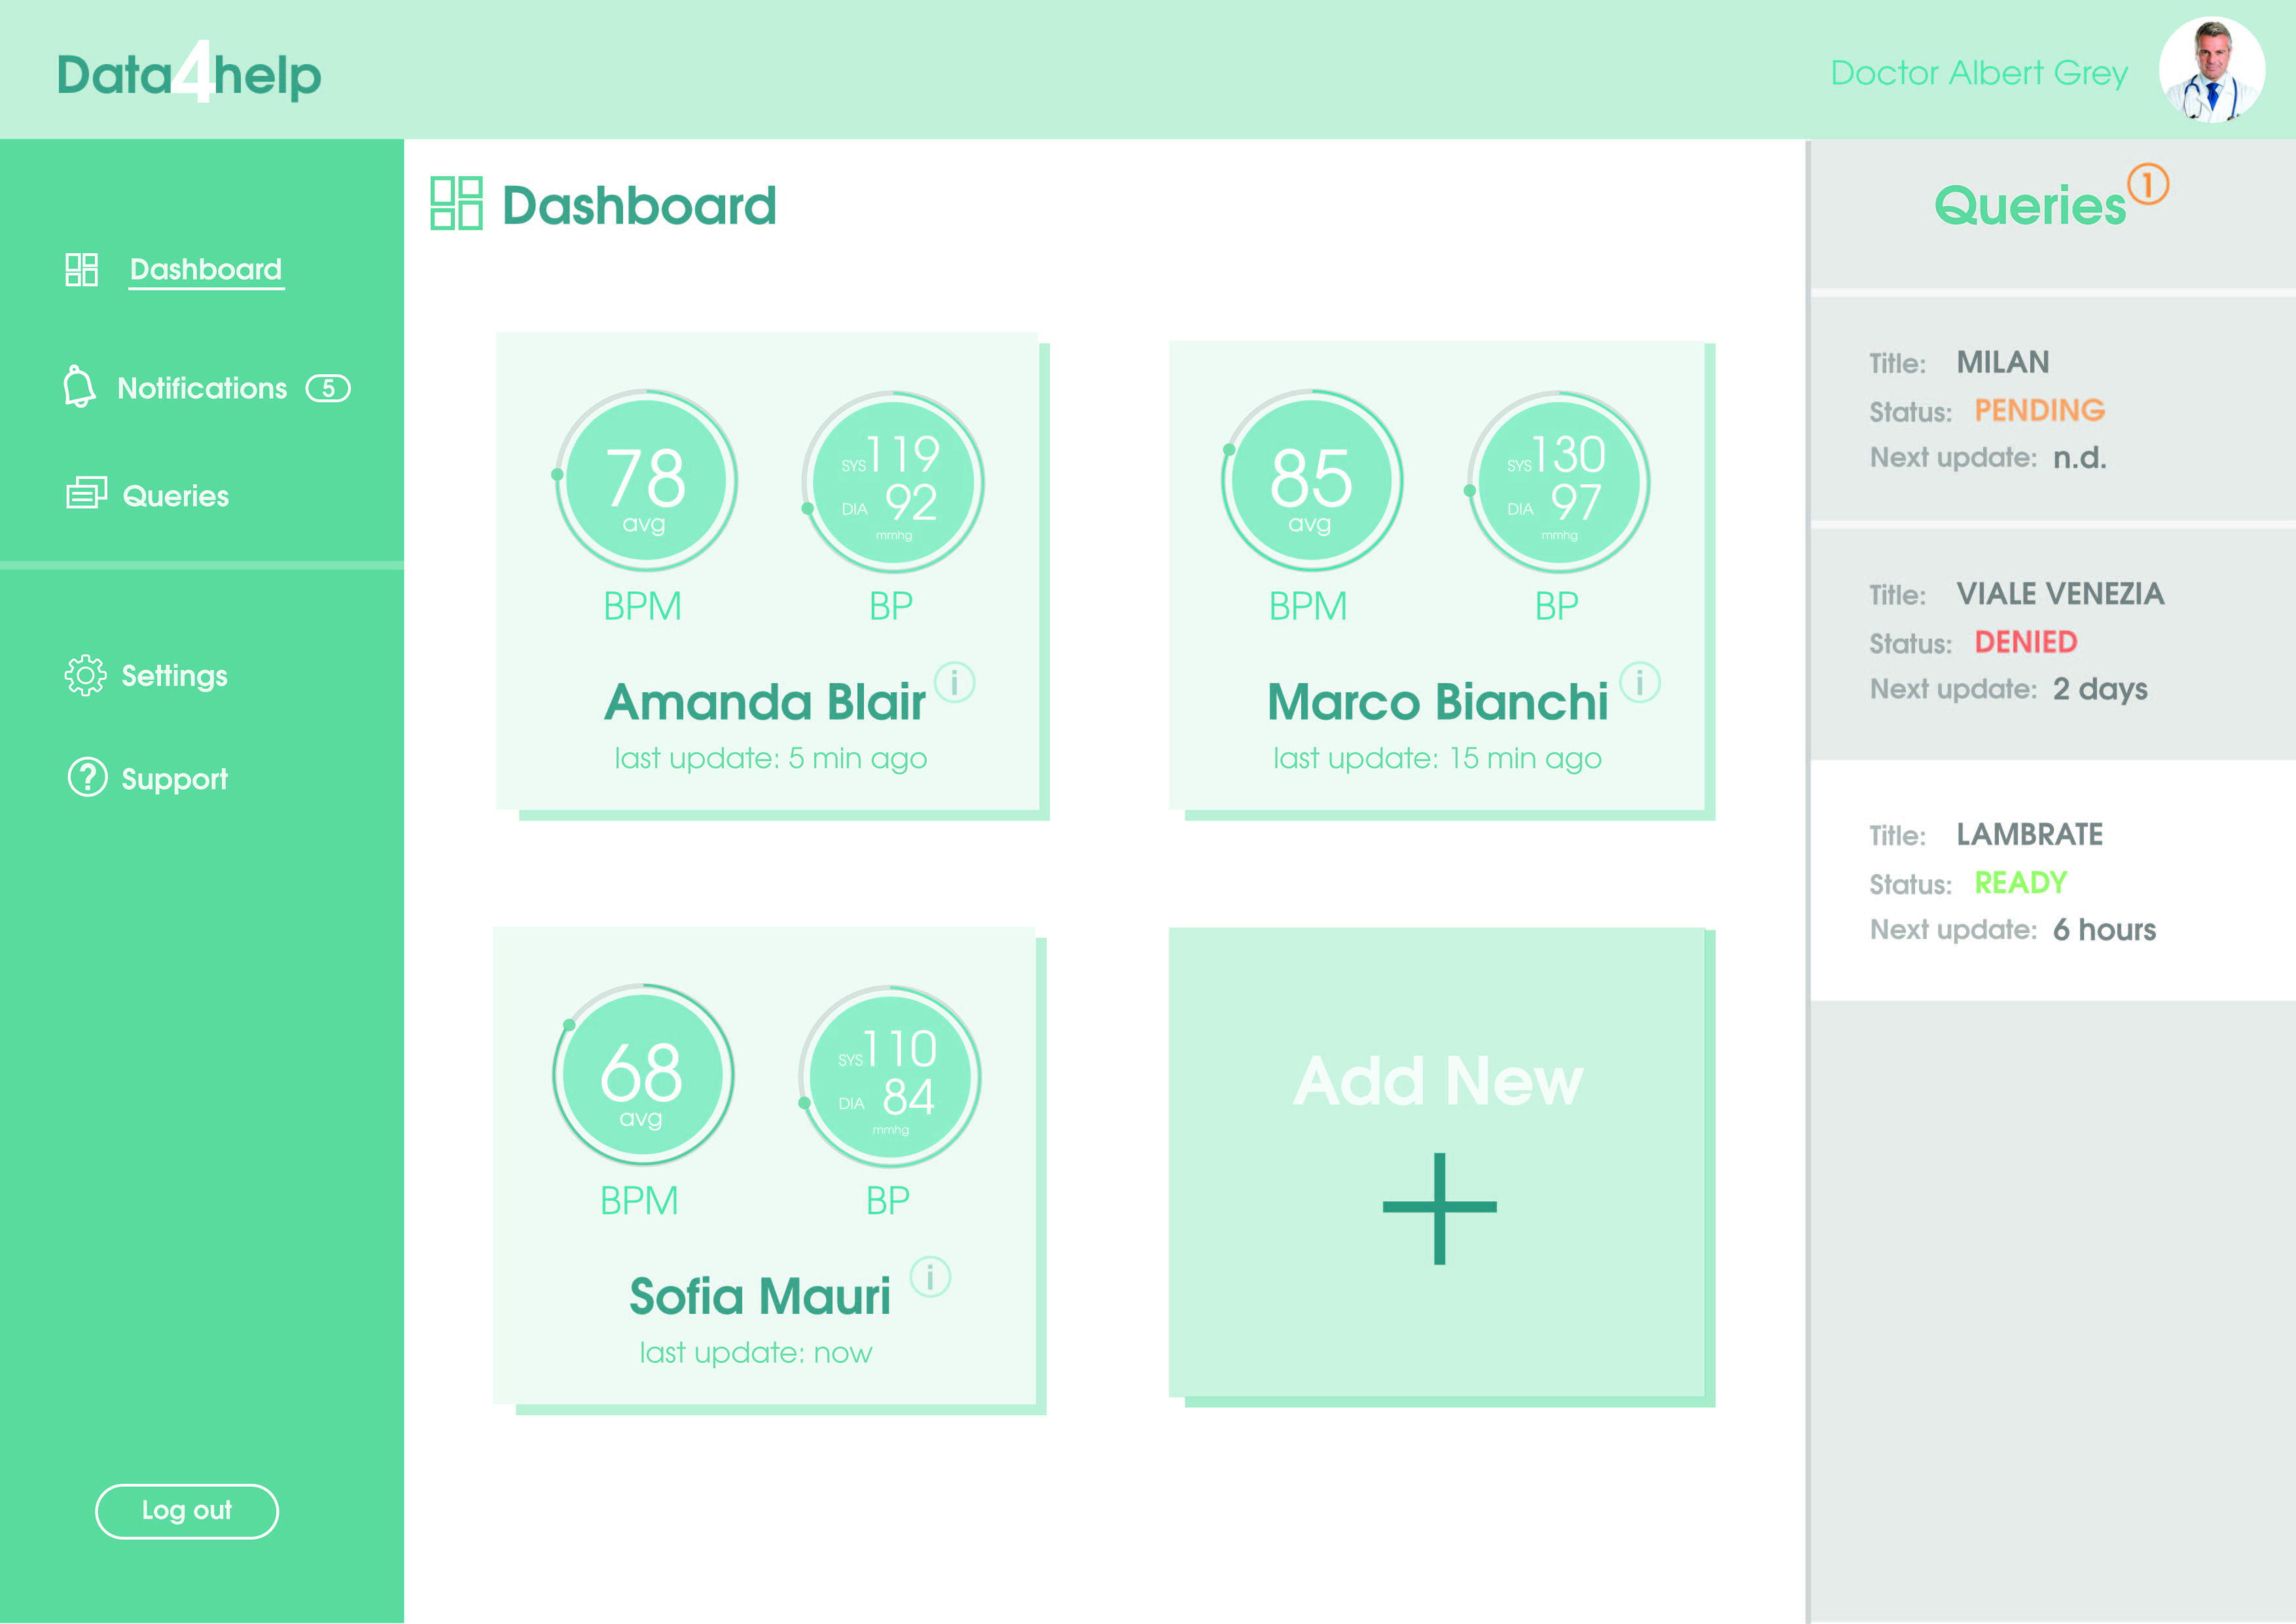 Data4help
Doctor Albert Grey
Dashboard
Notifications 5
Queries
Settings
Support
Log out
Dashboard
78
avg
BPM
SYS 119
DIA 92
mmhg
BP
Amanda Blair i
last update: 5 min ago
85
avg
BPM
SYS 130
DIA 97
mmhg
BP
Marco Bianchi i
last update: 15 min ago
68
avg
BPM
SYS 110
DIA 84
mmhg
BP
Sofia Mauri i
last update: now
Add New
Queries 1
Title: MILAN
Status: PENDING
Next update: n.d.
Title: VIALE VENEZIA
Status: DENIED
Next update: 2 days
Title: LAMBRATE
Status: READY
Next update: 6 hours